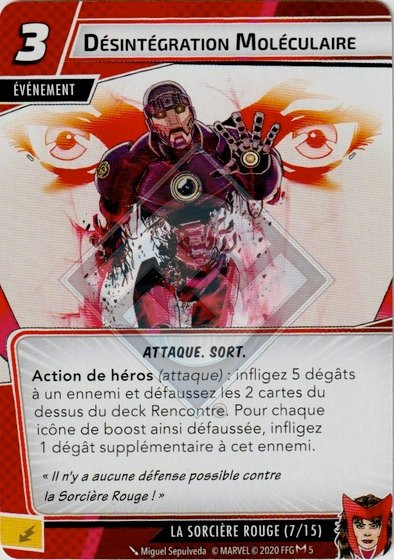 3
DÉSINTÉGRATION MOLÉCULAIRE
ÉVÉNEMENT
ATTAQUE. SORT.
Action de héros (attaque) : infligez 5 dégâts
à un ennemi et défaussez les 2 cartes du
dessus du deck Rencontre. Pour chaque
icône de boost ainsi défaussée, infligez
1 dégât supplémentaire à cet ennemi.
« Il n'y a aucune défense possible contre
la Sorcière Rouge ! »
LA SORCIÈRE ROUGE (7/15)
Miguel Sepulveda © MARVEL © 2020 FFG 5